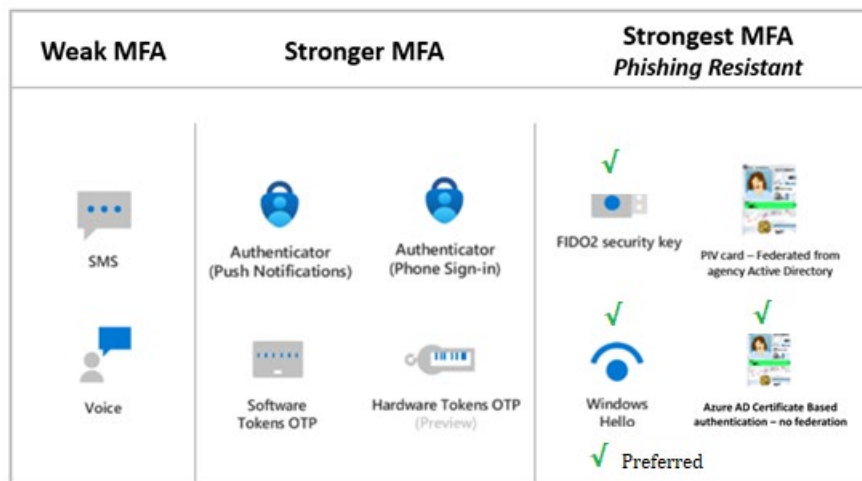 Weak MFA
Stronger MFA
Strongest MFA
Phishing Resistant
SMS
Voice
Authenticator
(Push Notifications)
Authenticator
(Phone Sign-in)
Software
Tokens OTP
Hardware Tokens OTP
(Preview)
√
FIDO2 security key
PIV card – Federated from
agency Active Directory
√
Windows
Hello
√
Azure AD Certificate Based
authentication – no federation
√ Preferred